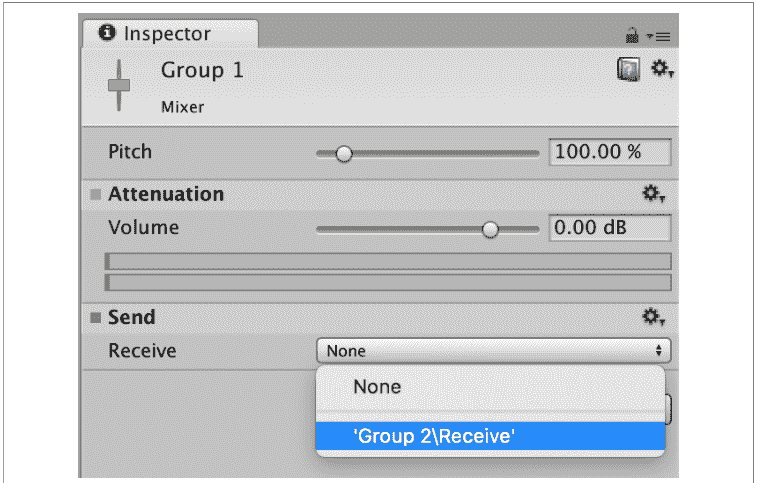 Inspector
Group 1
Mixer
Pitch 100.00 %
Attenuation
Volume 0.00 dB
Send
Receive None
None
'Group 2\Receive'